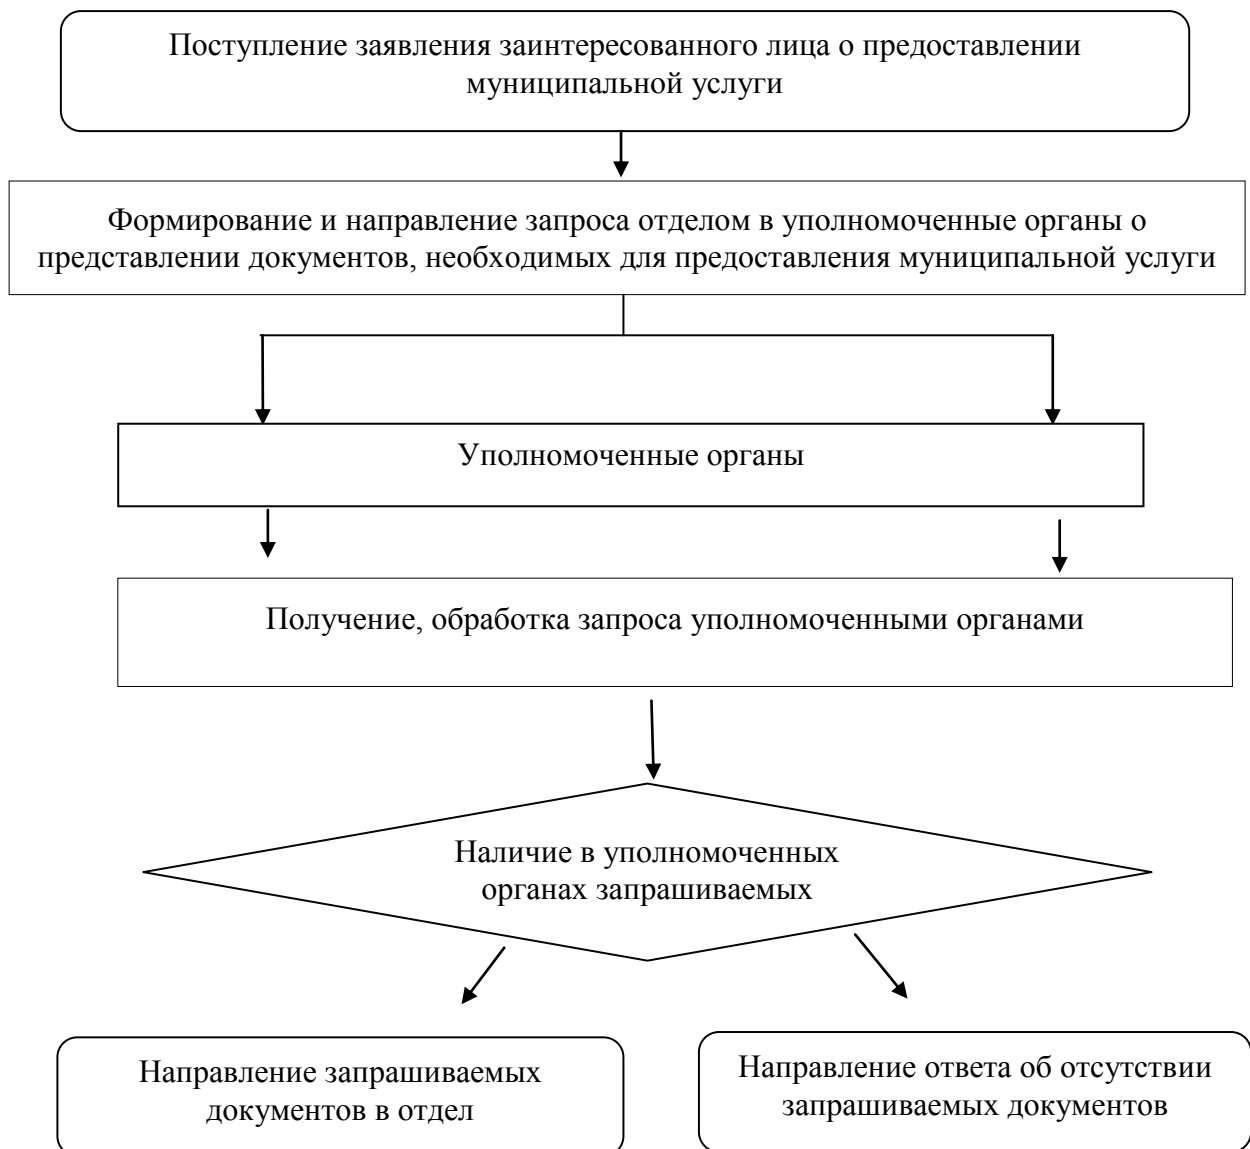 Поступление заявления заинтересованного лица о предоставлении
муниципальной услуги
Формирование и направление запроса отделом в уполномоченные органы о
представлении документов, необходимых для предоставления муниципальной услуги
Уполномоченные органы
Получение, обработка запроса уполномоченными органами
Наличие в уполномоченных
органах запрашиваемых
Направление запрашиваемых
документов в отдел
Направление ответа об отсутствии
запрашиваемых документов